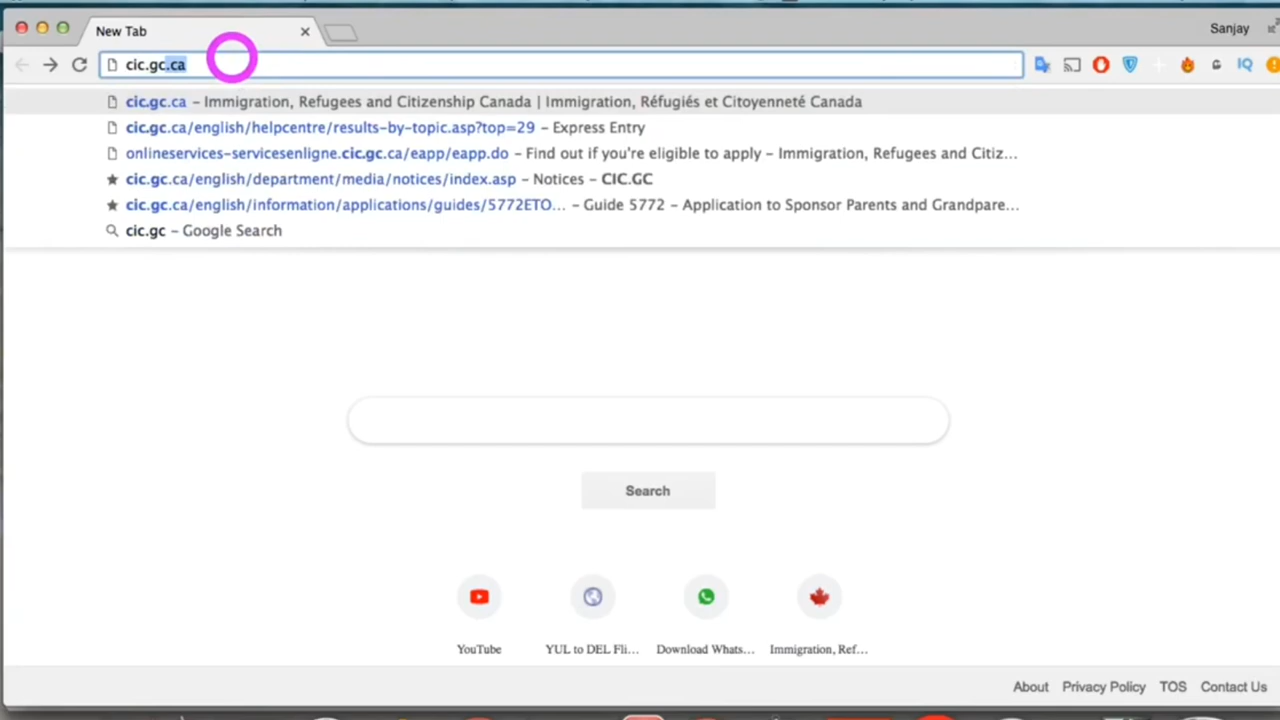 New Tab
Sanjay
cic.gc.ca
IQ
cic.gc.ca – Immigration, Refugees and Citizenship Canada | Immigration, Réfugiés et Citoyenneté Canada
cic.gc.ca/english/helpcentre/results-by-topic.asp?top=29 – Express Entry
onlineservices-servicesenligne.cic.gc.ca/eapp/eapp.do – Find out if you're eligible to apply – Immigration, Refugees and Citiz...
cic.gc.ca/english/department/media/notices/index.asp – Notices – CIC.GC
cic.gc.ca/english/information/applications/guides/5772ETO... – Guide 5772 – Application to Sponsor Parents and Grandpare...
cic.gc – Google Search
Search
YouTube
YUL to DEL Fli...
Download Whats...
Immigration, Ref...
About Privacy Policy TOS Contact Us